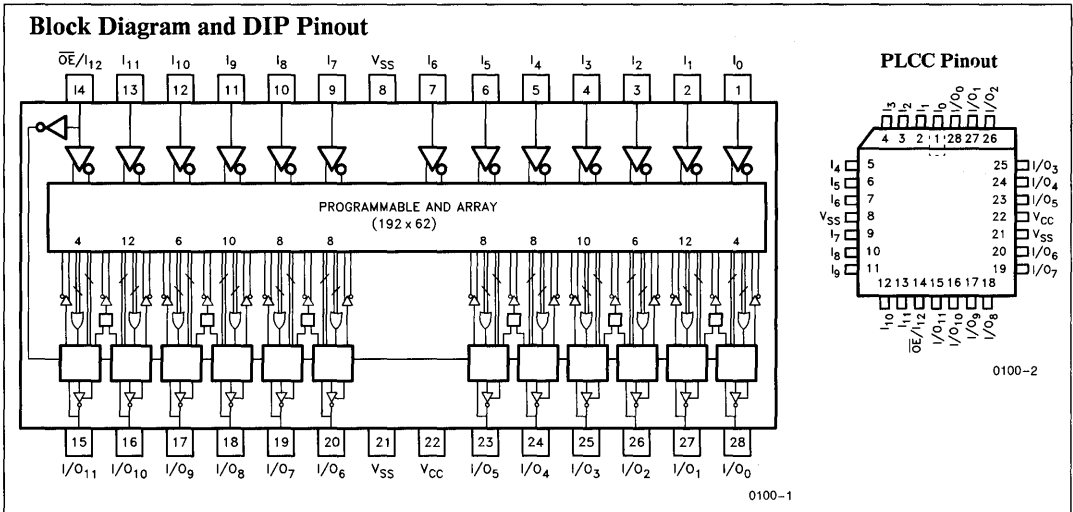 Block Diagram and DIP Pinout
OE/I12 I11 I10 I9 I8 I7 VSS I6 I5 I4 I3 I2 I1 I0
14 13 12 11 10 9 8 7 6 5 4 3 2 1
PROGRAMMABLE AND ARRAY
(192 x 62)
4 12 6 10 8 8 8 8 10 6 12 4
15 16 17 18 19 20 21 22 23 24 25 26 27 28
I/O11 I/O10 I/O9 I/O8 I/O7 I/O6 VSS VCC I/O5 I/O4 I/O3 I/O2 I/O1 I/O0
0100-1
PLCC Pinout
I3 I2 I1 I0 I/O0 I/O1 I/O2
4 3 2 1 28 27 26
I4 5 25 I/O3
I5 6 24 I/O4
I6 7 23 I/O5
VSS 8 22 VCC
I7 9 21 VSS
I8 10 20 I/O6
I9 11 19 I/O7
12 13 14 15 16 17 18
I10 I11 OE/I12 I/O11 I/O10 I/O9 I/O8
0100-2